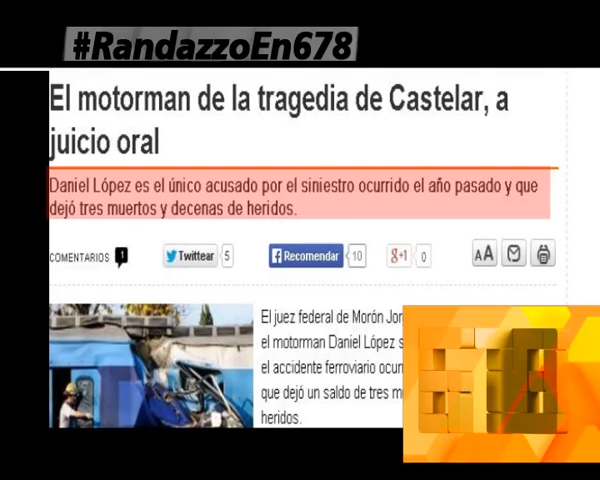 #RandazzoEn678
El motorman de la tragedia de Castelar, a
juicio oral
Daniel López es el único acusado por el siniestro ocurrido el año pasado y que
dejó tres muertos y decenas de heridos.
COMENTARIOS 1 Twittear 5 Recomendar 10 g+1 0 AA
El juez federal de Morón Jor
el motorman Daniel López s
el accidente ferroviario ocurr
que dejó un saldo de tres m
heridos.
678